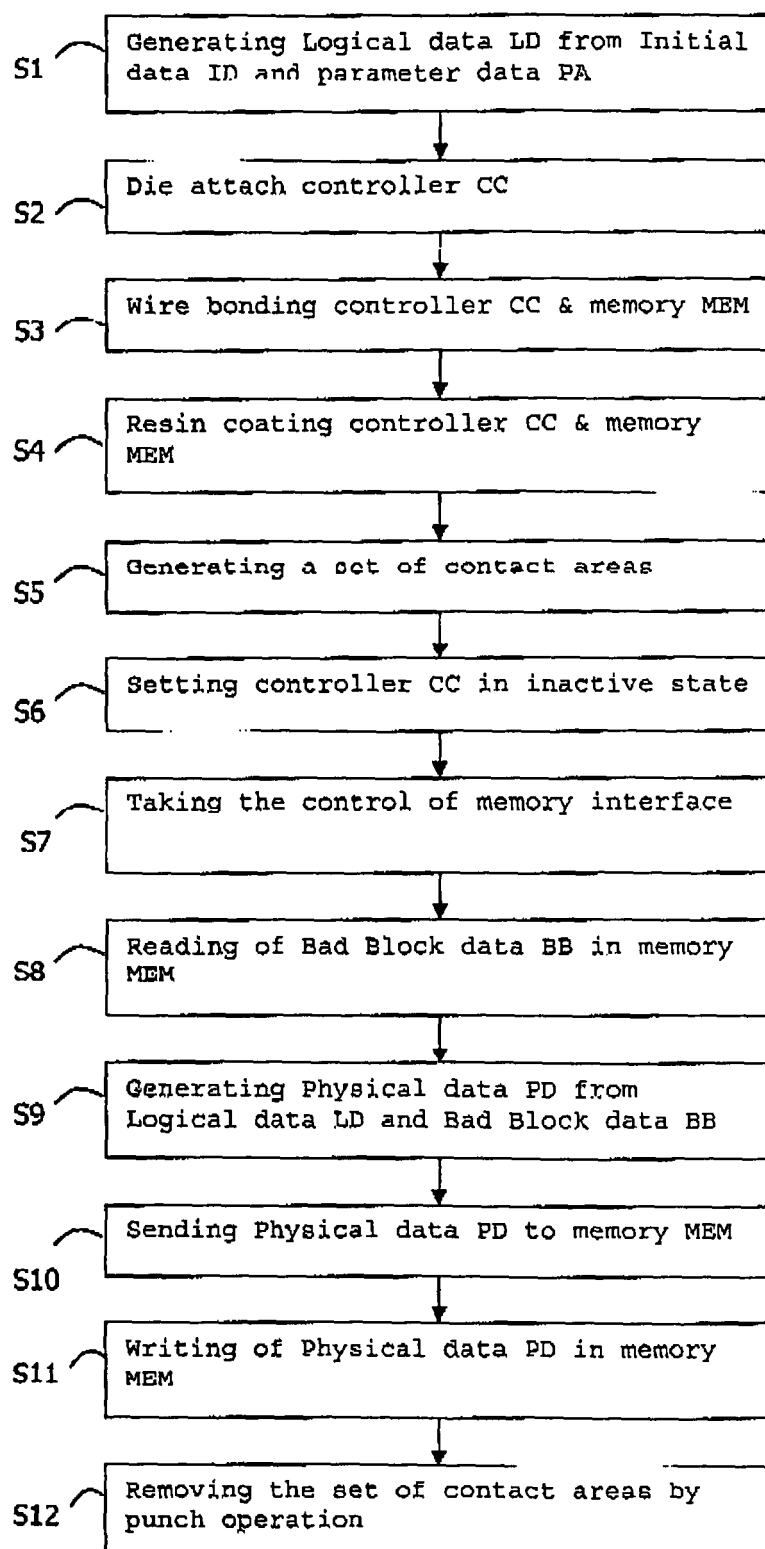 S1
Generating Logical data LD from Initial
data ID and parameter data PA
S2
Die attach controller CC
S3
Wire bonding controller CC & memory MEM
S4
Resin coating controller CC & memory
MEM
S5
Generating a set of contact areas
S6
Setting controller CC in inactive state
S7
Taking the control of memory interface
S8
Reading of Bad Block data BB in memory
MEM
S9
Generating Physical data PD from
Logical data LD and Bad Block data BB
S10
Sending Physical data PD to memory MEM
S11
Writing of Physical data PD in memory
MEM
S12
Removing the set of contact areas by
punch operation